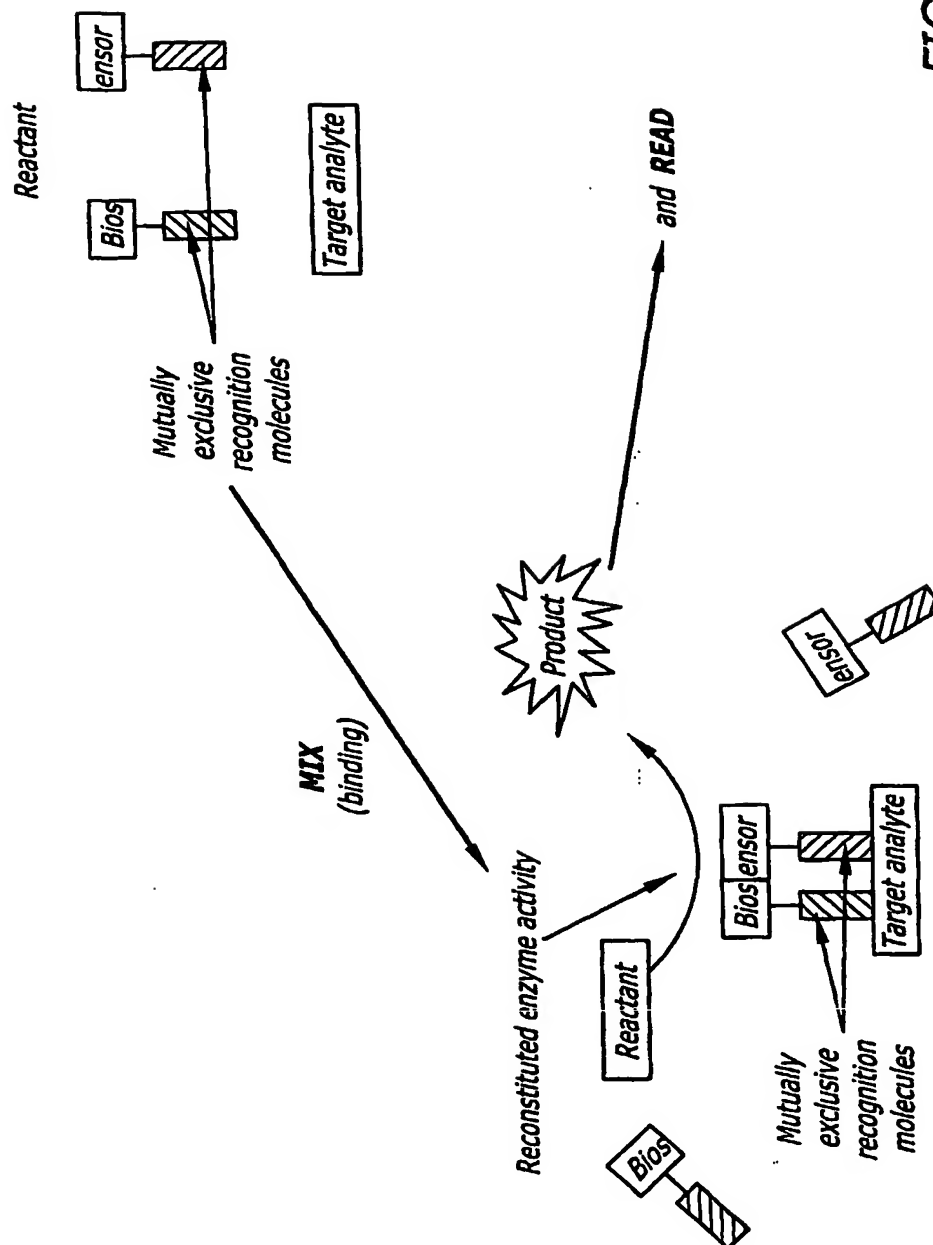 Reactant
Bios
ensor
Mutually
exclusive
recognition
molecules
Target analyte
MIX
(binding)
Reconstituted enzyme activity
Product
and READ
Reactant
Bios
Bios
ensor
ensor
Mutually
exclusive
recognition
molecules
Target analyte